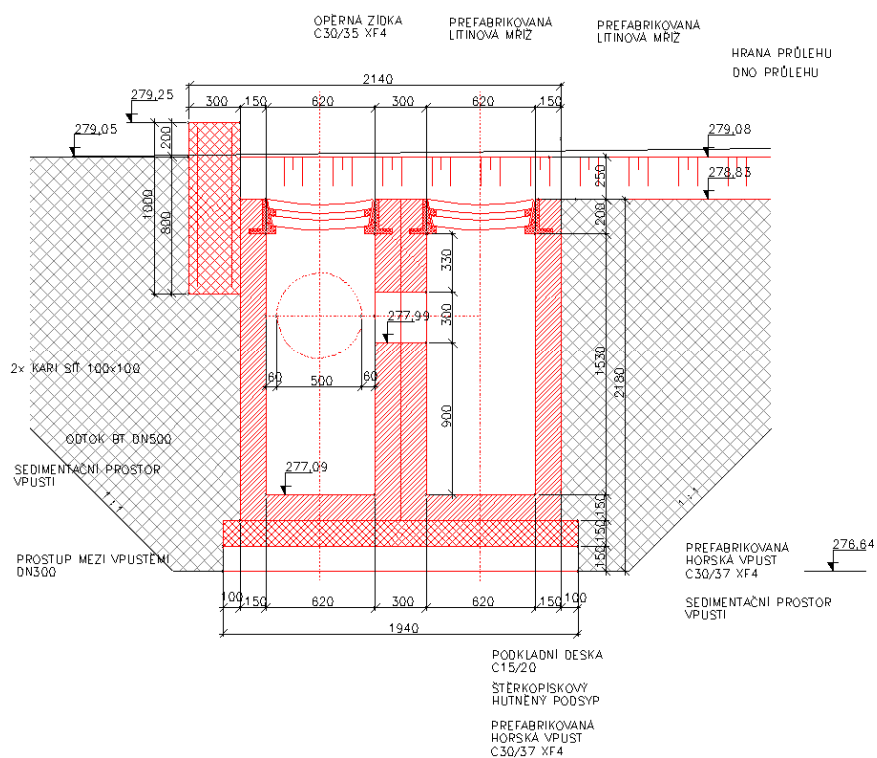 OPĚRNÁ ZÍDKA
C30/35 XF4
PREFABRIKOVANÁ
LITINOVÁ MŘÍŽ
PREFABRIKOVANÁ
LITINOVÁ MŘÍŽ
HRANA PRŮLEHU
DNO PRŮLEHU
2140
300
150
620
300
620
150
279,25
279,05
279,08
278,83
200
1000
800
250
200
330
300
277,99
60
500
60
900
1530
2180
2x KARI SÍŤ 100x100
ODTOK BT DN500
SEDIMENTAČNÍ PROSTOR
VPUSTI
277,09
1:1
1:1
150
150
150
PROSTUP MEZI VPUSTĚMI
DN300
PREFABRIKOVANÁ
HORSKÁ VPUST
C30/37 XF4
276,64
SEDIMENTAČNÍ PROSTOR
VPUSTI
100
150
620
300
620
150
100
1940
PODKLADNÍ DESKA
C15/20
ŠTĚRKOPÍSKOVÝ
HUTNĚNÝ PODSYP
PREFABRIKOVANÁ
HORSKÁ VPUST
C30/37 XF4